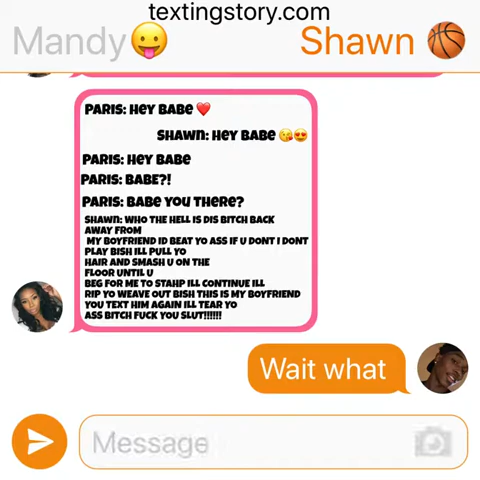 textingstory.com
Mandy😛 Shawn 🏀
PARIS: HEY BABE ❤️
SHAWN: HEY BABE 😘😍
PARIS: HEY BABE
PARIS: BABE?!
PARIS: BABE YOU THERE?
SHAWN: WHO THE HELL IS DIS BITCH BACK
AWAY FROM
MY BOYFRIEND ID BEAT YO ASS IF U DONT I DONT
PLAY BISH ILL PULL YO
HAIR AND SMASH U ON THE
FLOOR UNTIL U
BEG FOR ME TO STAHP ILL CONTINUE ILL
RIP YO WEAVE OUT BISH THIS IS MY BOYFRIEND
YOU TEXT HIM AGAIN ILL TEAR YO
ASS BITCH FUCK YOU SLUT!!!!!!
Wait what
Message